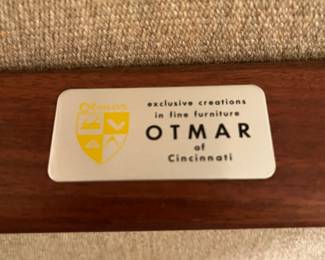 exclusive creations
in fine furniture
OTMAR
of
Cincinnati